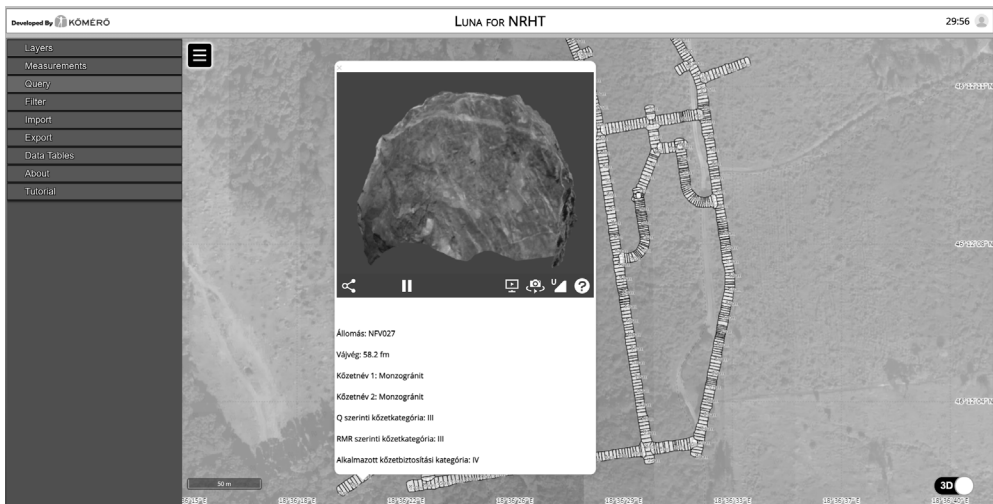 Developed By KŐMÉRŐ
LUNA FOR NRHT
29:56
Layers
Measurements
Query
Filter
Import
Export
Data Tables
About
Tutorial
Állomás: NFV027
Vájvég: 58.2 fm
Kőzetnév 1: Monzogránit
Kőzetnév 2: Monzogránit
Q szerinti kőzetkategória: III
RMR szerinti kőzetkategória: III
Alkalmazott kőzetbiztosítási kategória: IV
50 m
3D